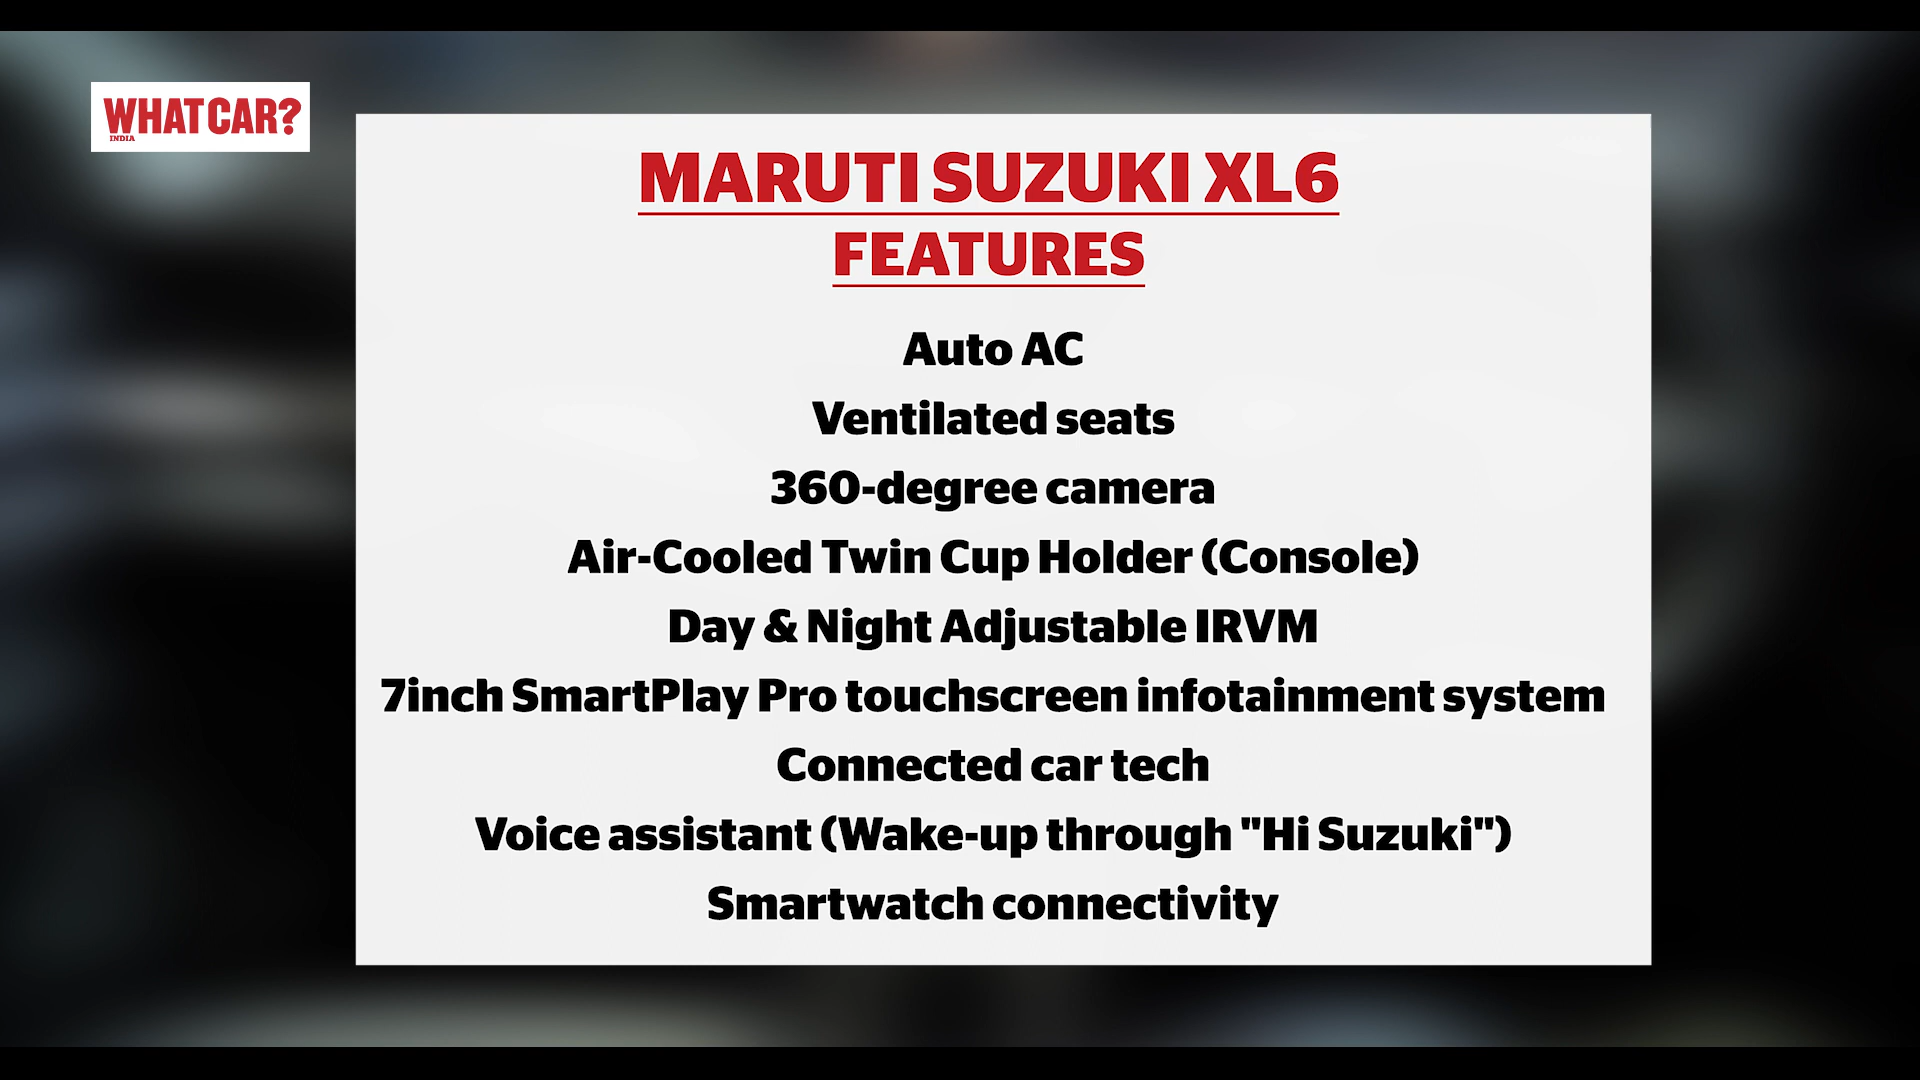 WHAT CAR?
INDIA
MARUTI SUZUKI XL6
FEATURES
Auto AC
Ventilated seats
360-degree camera
Air-Cooled Twin Cup Holder (Console)
Day & Night Adjustable IRVM
7inch SmartPlay Pro touchscreen infotainment system
Connected car tech
Voice assistant (Wake-up through "Hi Suzuki")
Smartwatch connectivity